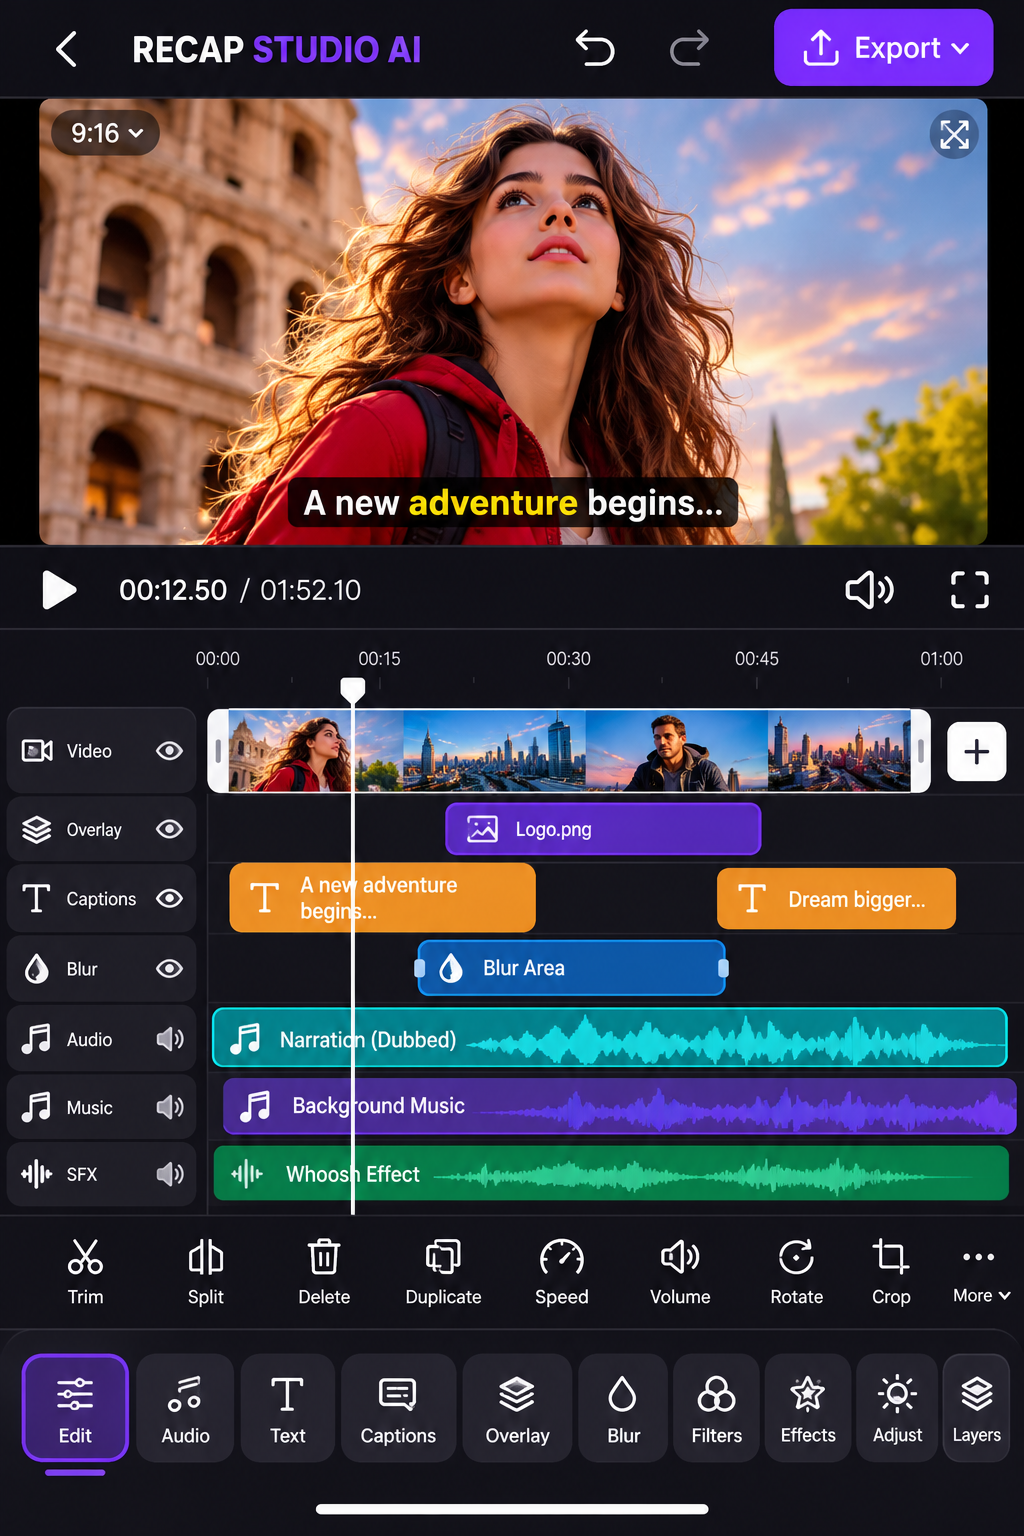 RECAP STUDIO AI
Export
9:16
A new adventure begins...
00:12.50 / 01:52.10
00:00 00:15 00:30 00:45 01:00
Video
Overlay
Logo.png
Captions
A new adventure
begins...
Dream bigger...
Blur
Blur Area
Audio
Narration (Dubbed)
Music
Background Music
SFX
Whoosh Effect
Trim Split Delete Duplicate Speed Volume Rotate Crop More
Edit Audio Text Captions Overlay Blur Filters Effects Adjust Layers